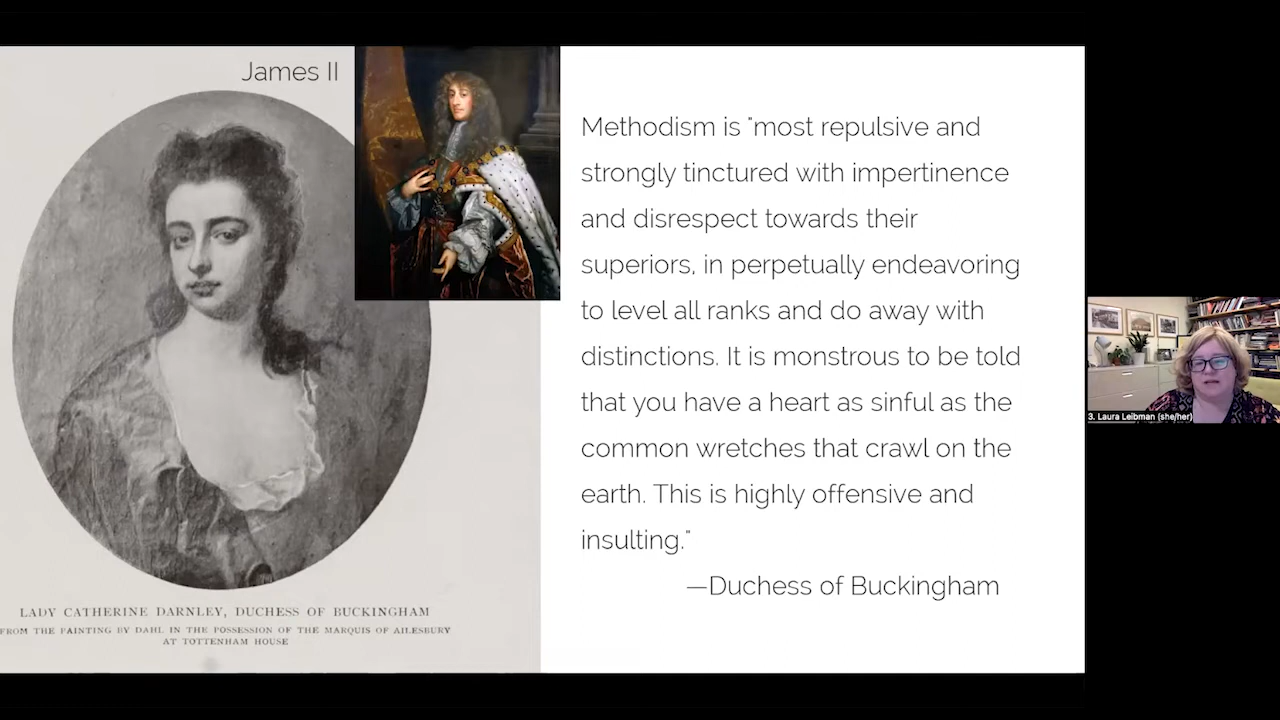 James II
LADY CATHERINE DARNLEY, DUCHESS OF BUCKINGHAM
FROM THE PAINTING BY DAHL IN THE POSSESSION OF THE MARQUIS OF AILESBURY
AT TOTTENHAM HOUSE
Methodism is "most repulsive and
strongly tinctured with impertinence
and disrespect towards their
superiors, in perpetually endeavoring
to level all ranks and do away with
distinctions. It is monstrous to be told
that you have a heart as sinful as the
common wretches that crawl on the
earth. This is highly offensive and
insulting."
—Duchess of Buckingham
3. Laura Leibman (she/her)